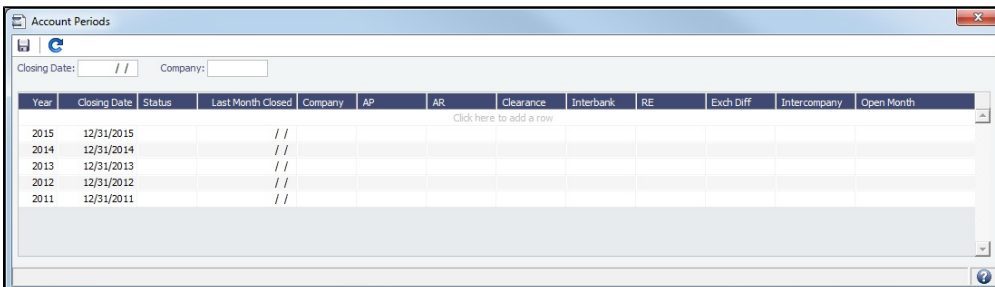 Account Periods
Closing Date: / / Company:
Year Closing Date Status Last Month Closed Company AP AR Clearance Interbank RE Exch Diff Intercompany Open Month
Click here to add a row
2015 12/31/2015 / /
2014 12/31/2014 / /
2013 12/31/2013 / /
2012 12/31/2012 / /
2011 12/31/2011 / /